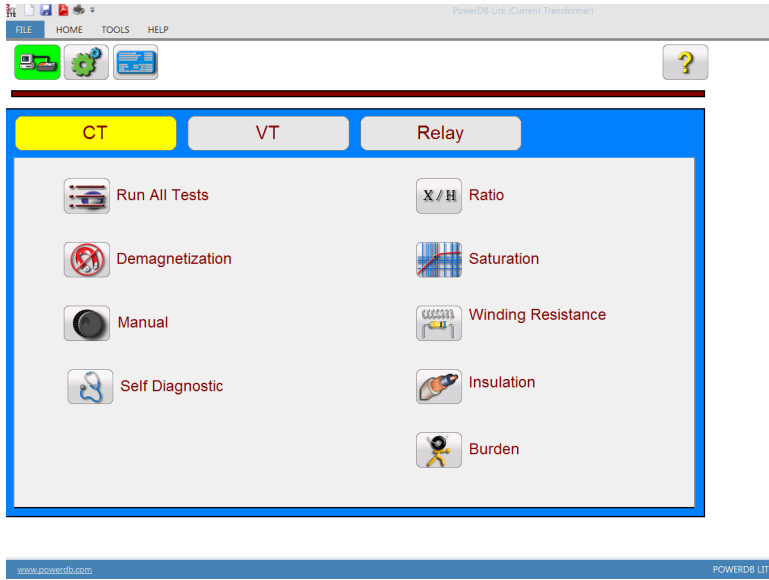 PowerDB Lite (Current Transformer)
FILE HOME TOOLS HELP
?
CT VT Relay
Run All Tests
X/H Ratio
Demagnetization
Saturation
Manual
Winding Resistance
Self Diagnostic
Insulation
Burden
www.powerdb.com
POWERDB LIT